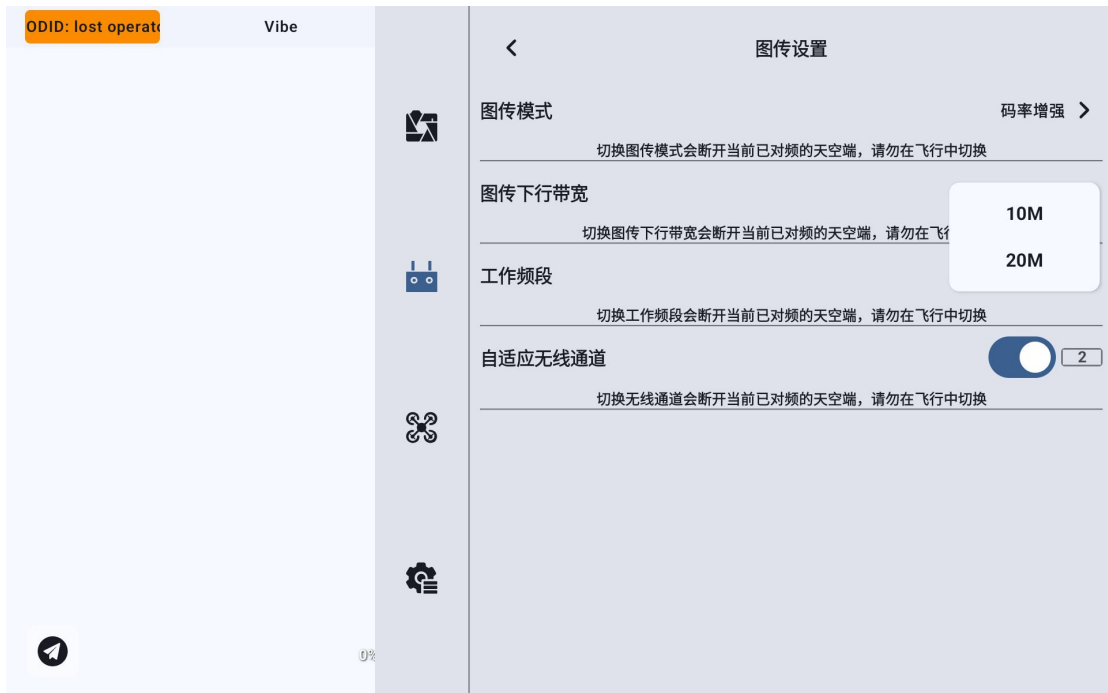 ODID: lost operat
Vibe
图传设置
图传模式
码率增强
切换图传模式会断开当前已对频的天空端，请勿在飞行中切换
图传下行带宽
10M
切换图传下行带宽会断开当前已对频的天空端，请勿在飞
20M
工作频段
切换工作频段会断开当前已对频的天空端，请勿在飞行中切换
自适应无线通道
2
切换无线通道会断开当前已对频的天空端，请勿在飞行中切换
0%